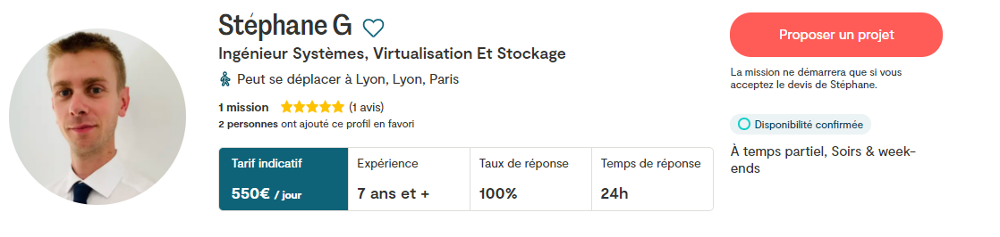 Stéphane G
Ingénieur Systèmes, Virtualisation Et Stockage
Peut se déplacer à Lyon, Lyon, Paris
1 mission (1 avis)
2 personnes ont ajouté ce profil en favori
Tarif indicatif
550€ / jour
Expérience
7 ans et +
Taux de réponse
100%
Temps de réponse
24h
Proposer un projet
La mission ne démarrera que si vous
acceptez le devis de Stéphane.
Disponibilité confirmée
À temps partiel, Soirs & week-
ends